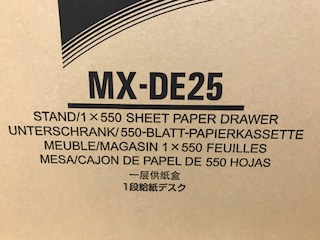 MX-DE25
STAND/1×550 SHEET PAPER DRAWER
UNTERSCHRANK/550-BLATT-PAPIERKASSETTE
MEUBLE/MAGASIN 1×550 FEUILLES
MESA/CAJON DE PAPEL DE 550 HOJAS
一层供纸盒
1段給紙デスク